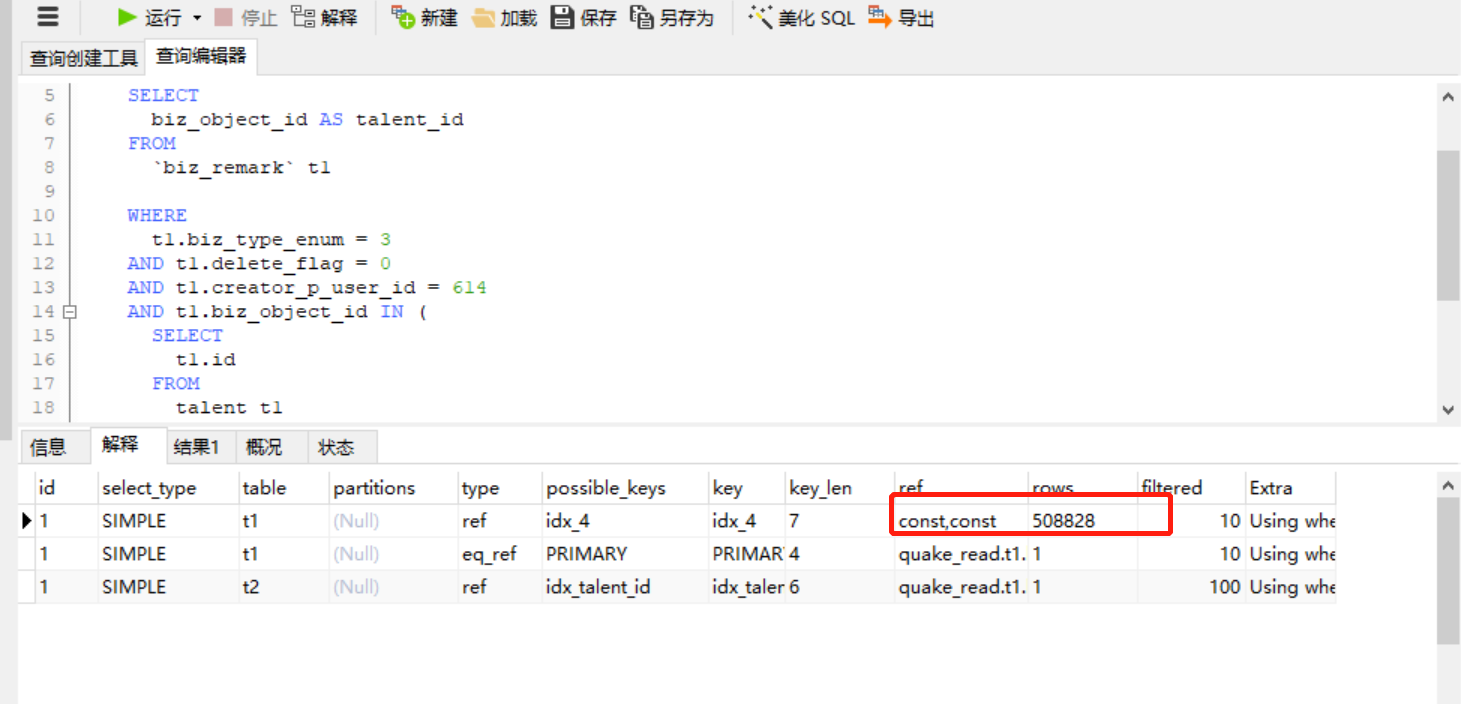 运行 停止 解释 新建 加载 保存 另存为 美化 SQL 导出
查询创建工具 查询编辑器
5 SELECT
6 biz_object_id AS talent_id
7 FROM
8 `biz_remark` t1
9
10 WHERE
11 t1.biz_type_enum = 3
12 AND t1.delete_flag = 0
13 AND t1.creator_p_user_id = 614
14 AND t1.biz_object_id IN (
15 SELECT
16 t1.id
17 FROM
18 talent t1
信息 解释 结果1 概况 状态
id select_type table partitions type possible_keys key key_len ref rows filtered Extra
1 SIMPLE t1 (Null) ref idx_4 idx_4 7 const,const 508828 10 Using whe
1 SIMPLE t1 (Null) eq_ref PRIMARY PRIMAR 4 quake_read.t1. 1 10 Using whe
1 SIMPLE t2 (Null) ref idx_talent_id idx_taler 6 quake_read.t1. 1 100 Using whe